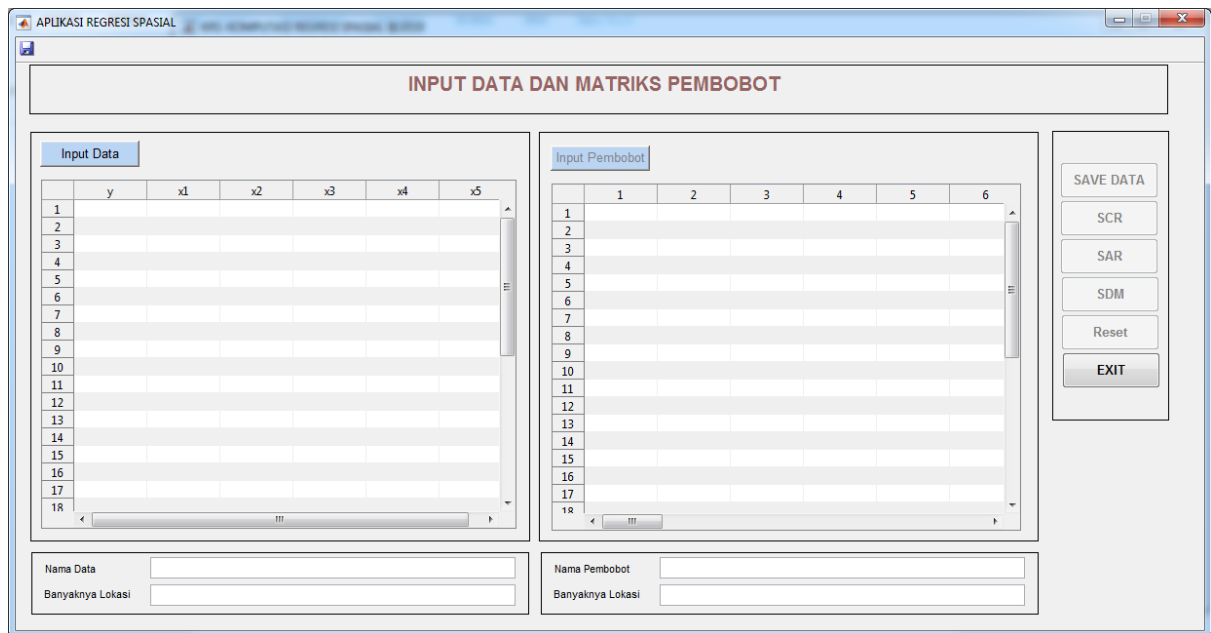 APLIKASI REGRESI SPASIAL
INPUT DATA DAN MATRIKS PEMBOBOT
Input Data
y x1 x2 x3 x4 x5
1
2
3
4
5
6
7
8
9
10
11
12
13
14
15
16
17
18
Nama Data
Banyaknya Lokasi
Input Pembobot
1 2 3 4 5 6
1
2
3
4
5
6
7
8
9
10
11
12
13
14
15
16
17
18
Nama Pembobot
Banyaknya Lokasi
SAVE DATA
SCR
SAR
SDM
Reset
EXIT